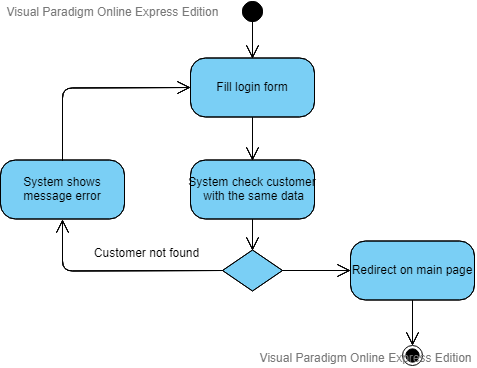 Visual Paradigm Online Express Edition
Fill login form
System shows
message error
System check customer
with the same data
Customer not found
Redirect on main page
Visual Paradigm Online Express Edition